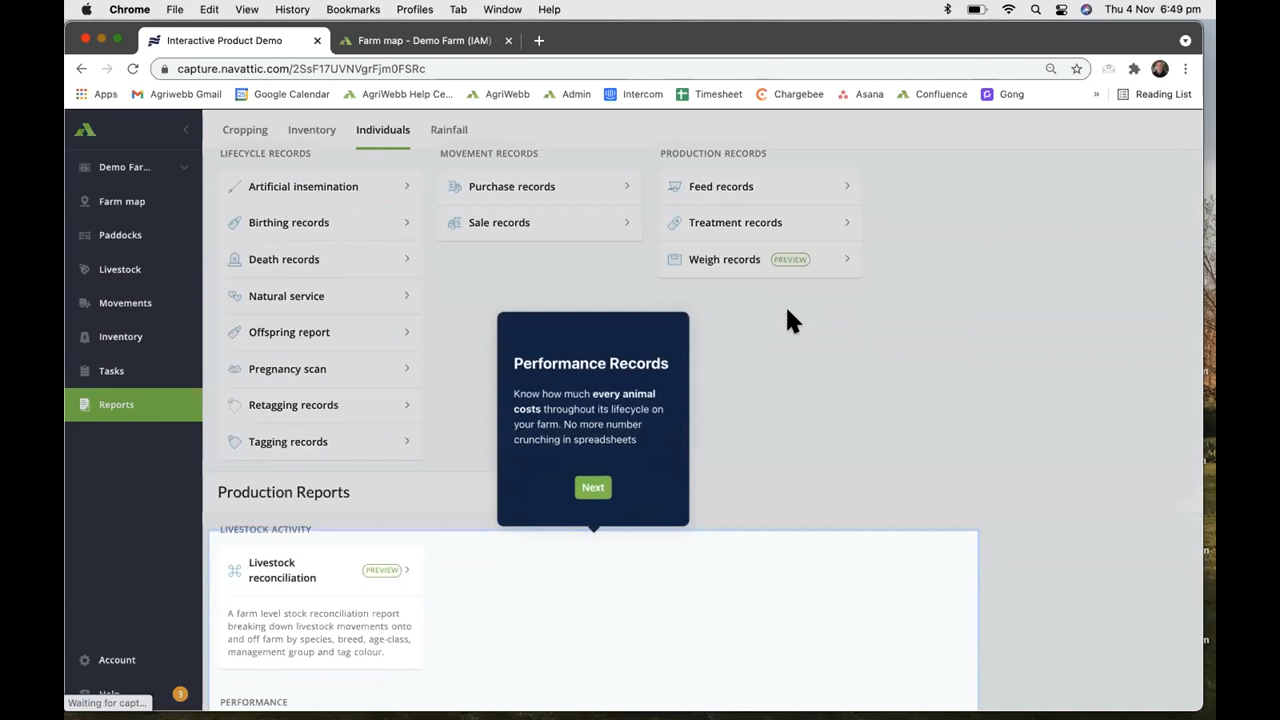 Chrome File Edit View History Bookmarks Profiles Tab Window Help Thu 4 Nov 6:49 pm
Interactive Product Demo Farm map - Demo Farm (IAM)
capture.navattic.com/2SsF17UVNVgrFjm0FSRc
Apps AgriWebb Gmail Google Calendar AgriWebb Help Ce... AgriWebb Admin Intercom Timesheet Chargebee Asana Confluence Gong » Reading List
Cropping Inventory Individuals Rainfall
Demo Far...
Farm map
Paddocks
Livestock
Movements
Inventory
Tasks
Reports
Account
Help 3
Waiting for capt...
LIFECYCLE RECORDS
Artificial insemination
Birthing records
Death records
Natural service
Offspring report
Pregnancy scan
Retagging records
Tagging records
MOVEMENT RECORDS
Purchase records
Sale records
PRODUCTION RECORDS
Feed records
Treatment records
Weigh records PREVIEW
Performance Records
Know how much every animal
costs throughout its lifecycle on
your farm. No more number
crunching in spreadsheets
Next
Production Reports
LIVESTOCK ACTIVITY
Livestock
reconciliation PREVIEW
A farm level stock reconciliation report
breaking down livestock movements onto
and off farm by species, breed, age-class,
management group and tag colour.
PERFORMANCE